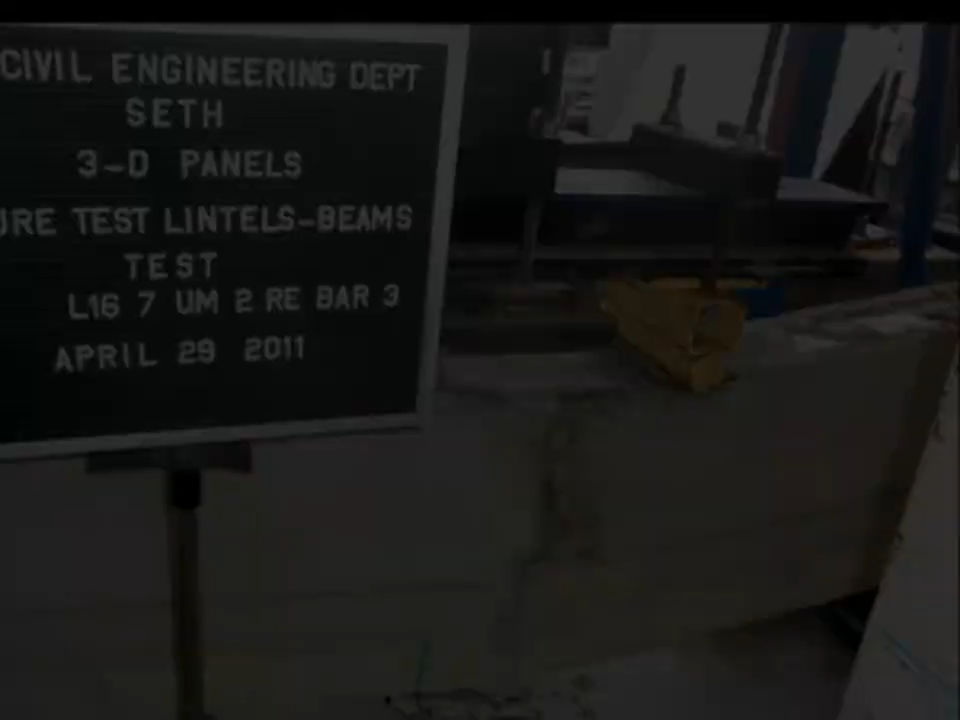 CIVIL ENGINEERING DEPT
SETH
3-D PANELS
URE TEST LINTELS-BEAMS
TEST
L16 7 UM 2 RE BAR 3
APRIL 29 2011